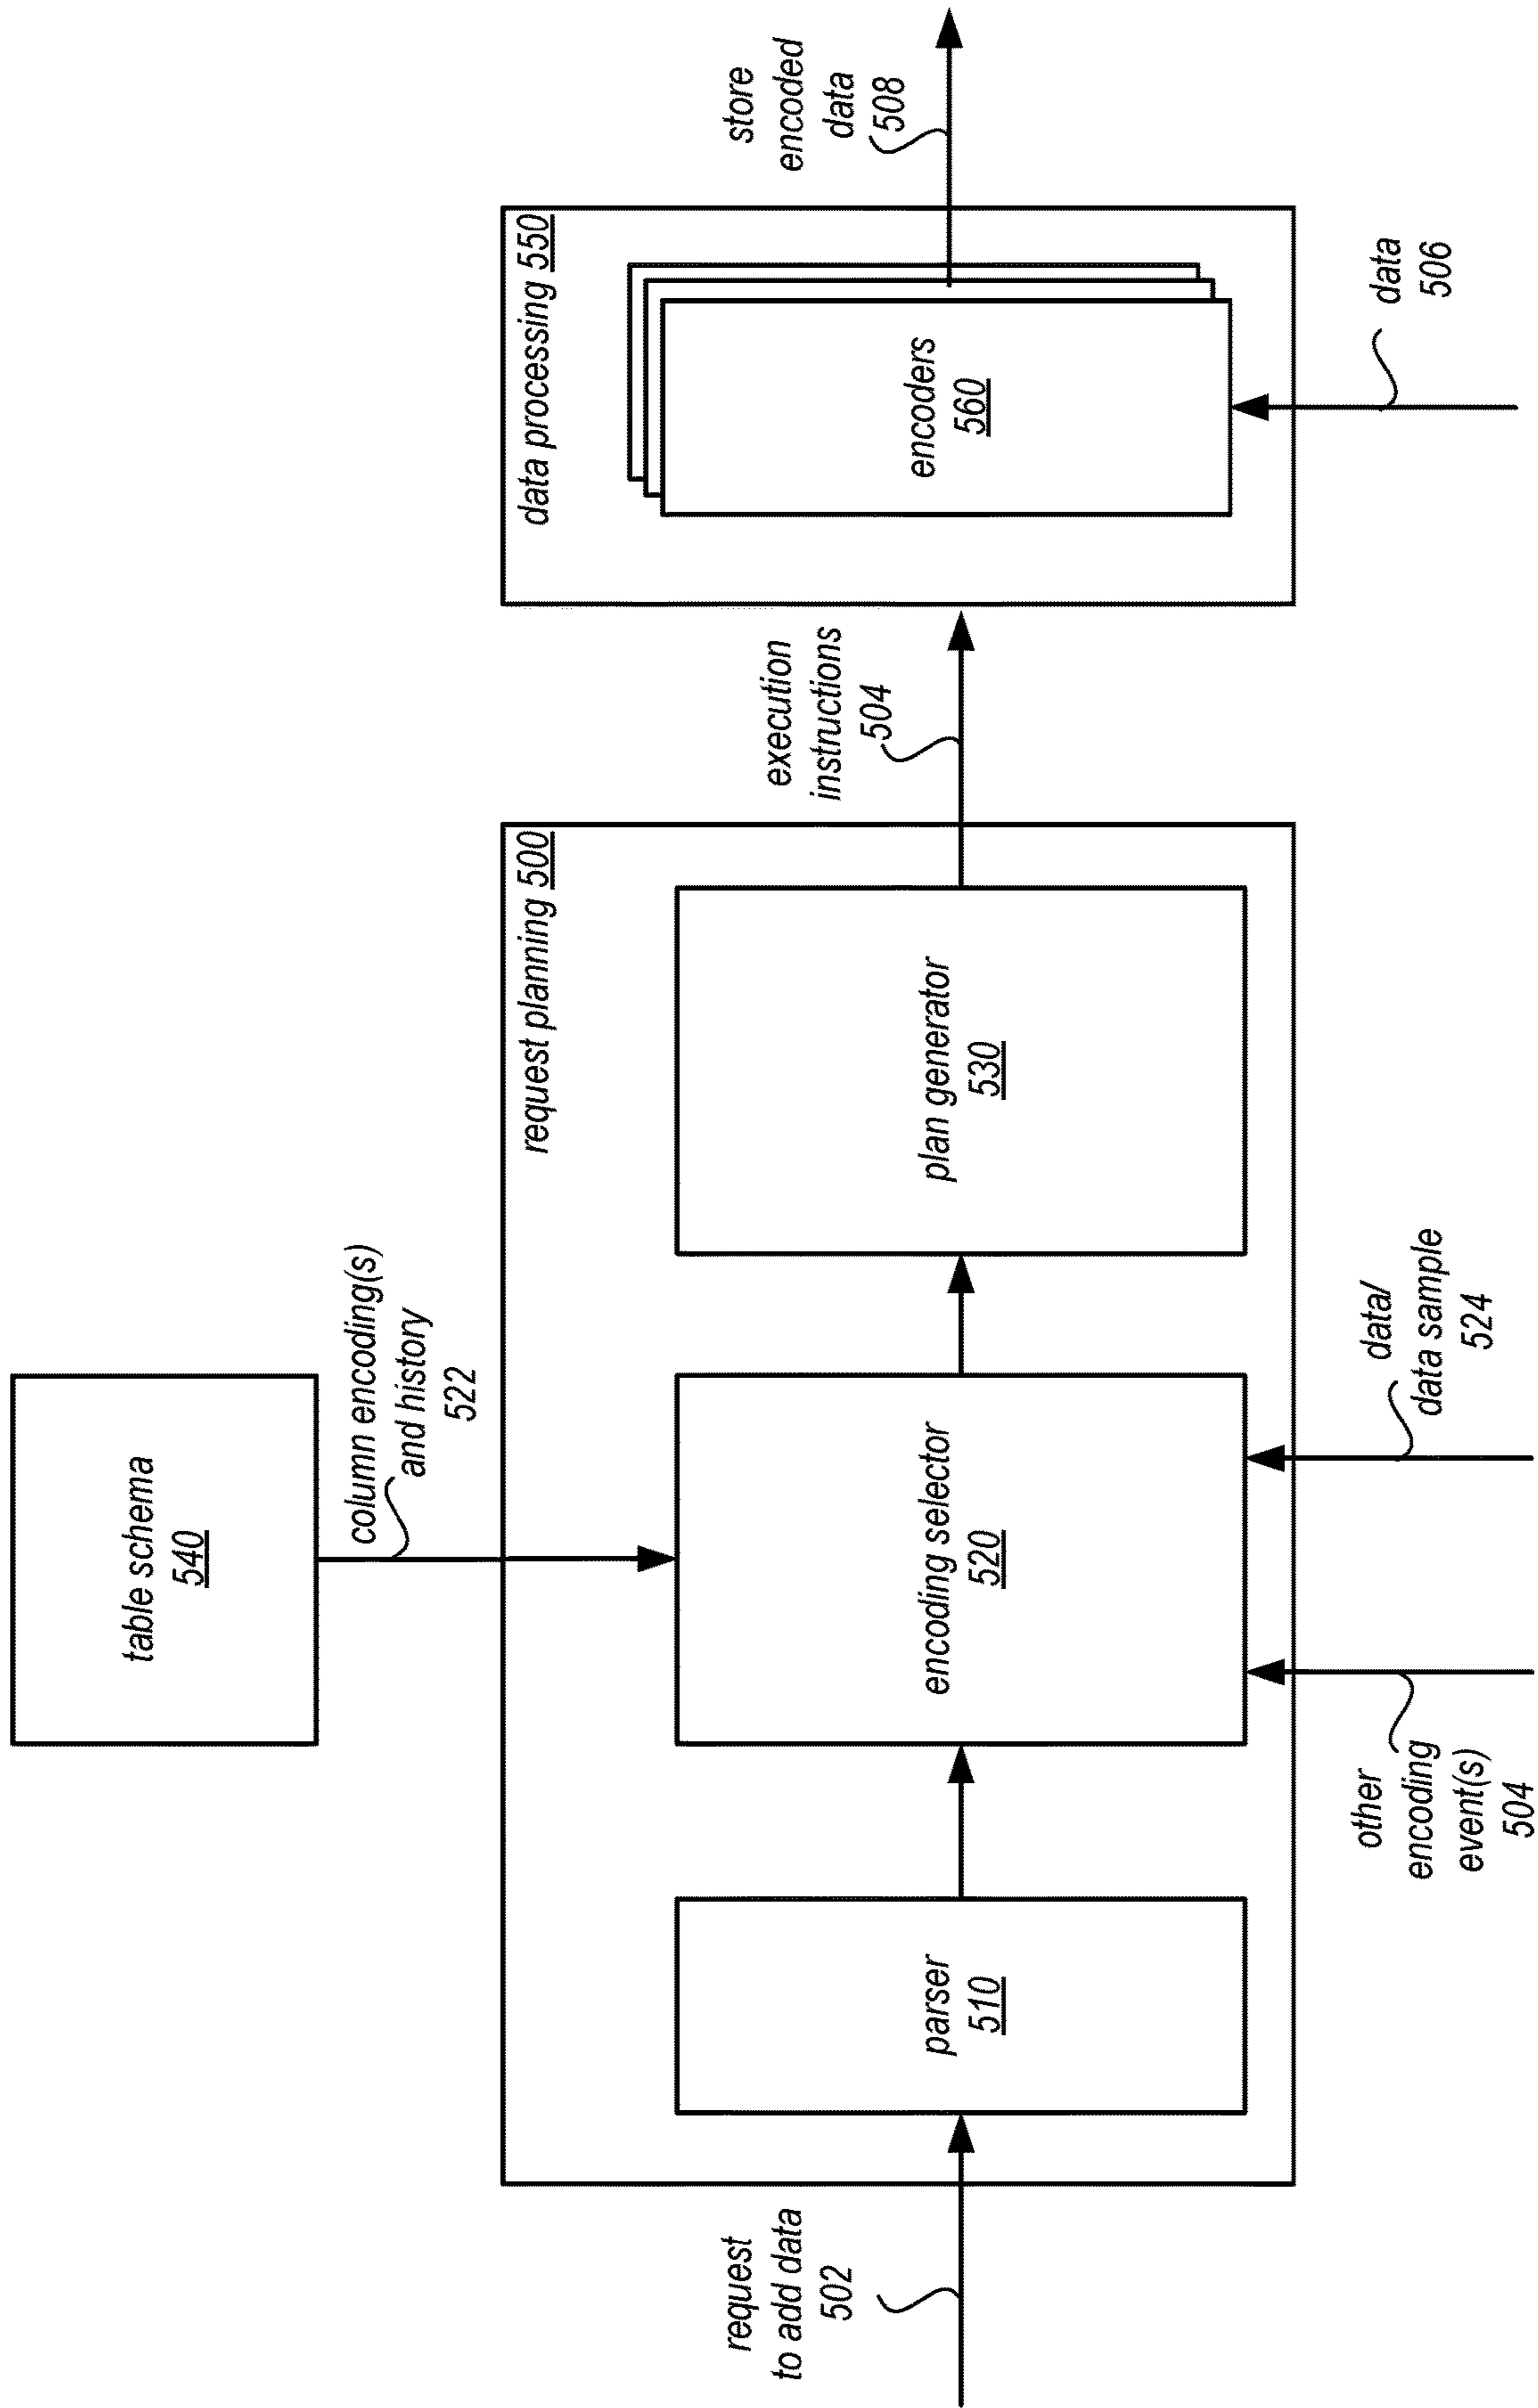 table schema
540
column encoding(s)
and history
522
request planning 500
data processing 550
request
to add data
502
parser
510
encoding selector
520
plan generator
530
execution
instructions
504
encoders
560
store
encoded
data
508
other
encoding
event(s)
504
data/
data sample
524
data
506